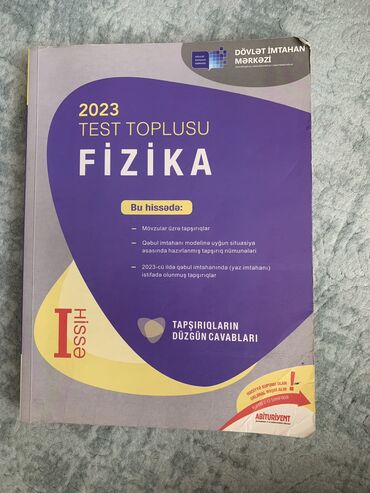 DÖVLƏT İMTAHAN
MƏRKƏZİ
2023
TEST TOPLUSU
FİZİKA
Bu hissədə:
Mövzular üzrə tapşırıqlar
Qəbul imtahanı modelinə uyğun situasiya
əsasında hazırlanmış tapşırıq nümunələri
2023-cü ildə qəbul imtahanında (yaz imtahanı)
istifadə olunmuş tapşırıqlar
I Hissə
TAPŞIRIQLARIN
DÜZGÜN CAVABLARI
ABİTURİYENT